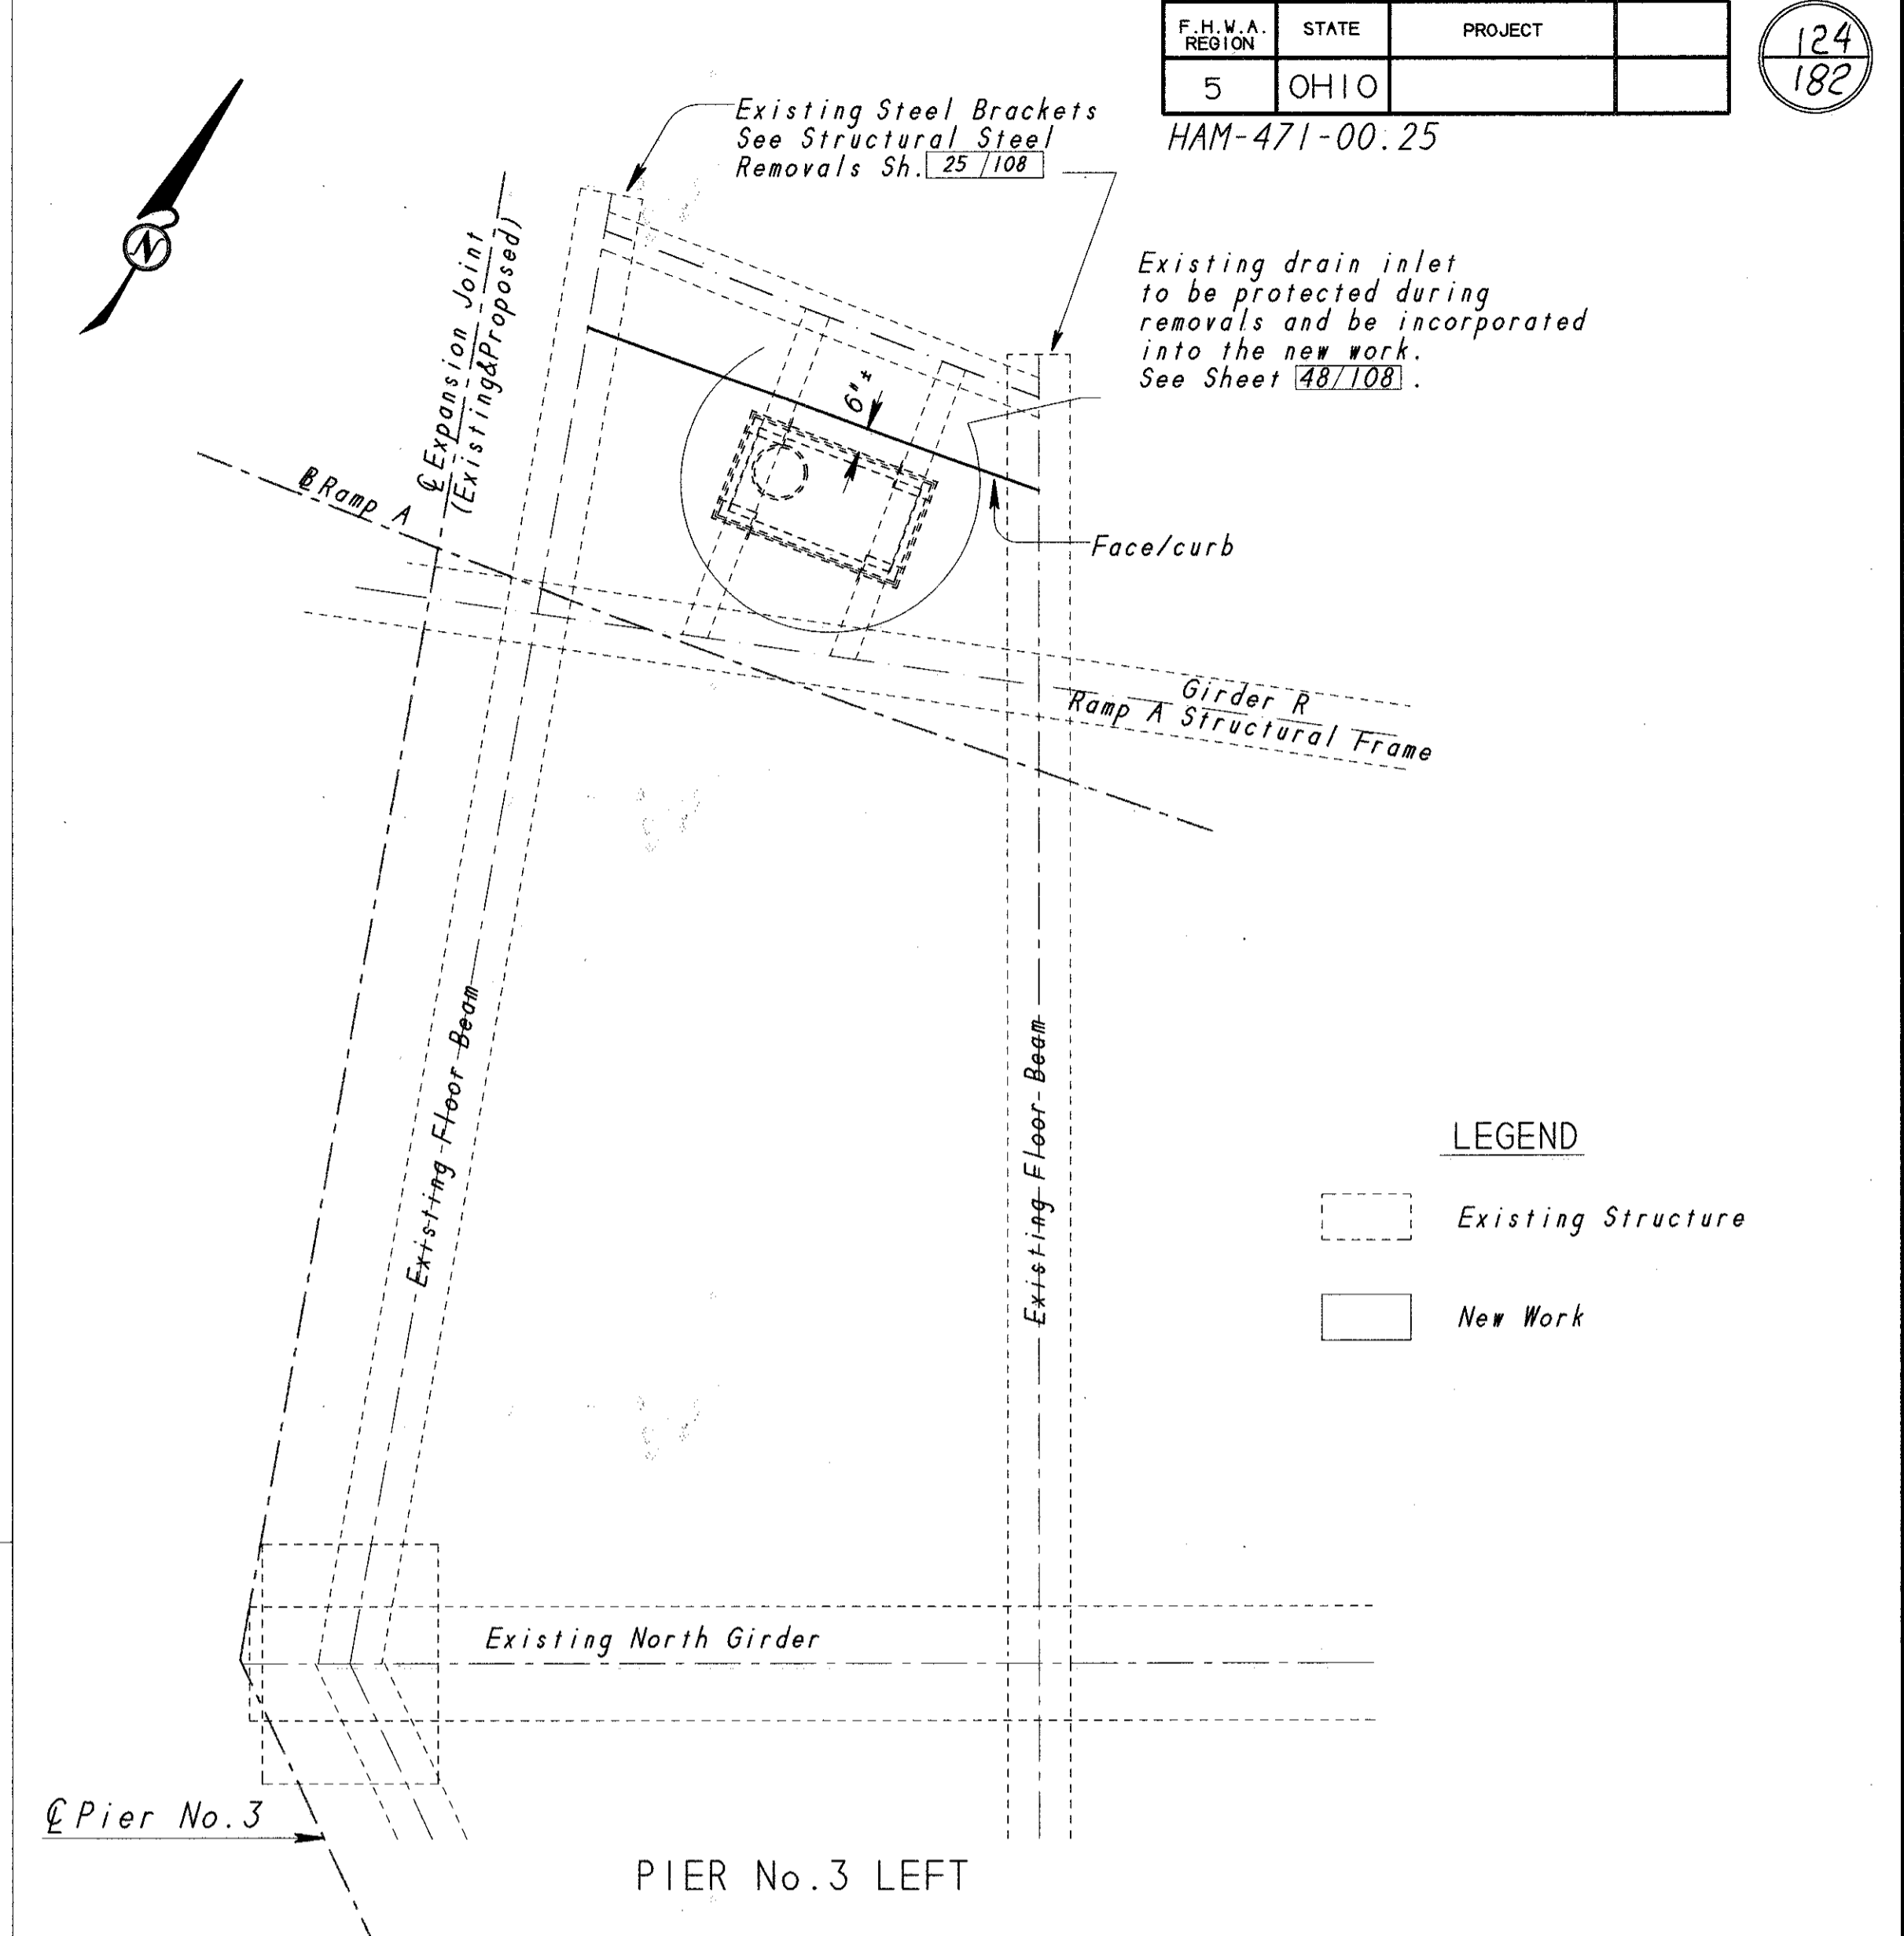 F.H.W.A. REGION STATE PROJECT
5 OHIO
124
182
HAM-471-00.25
Existing Steel Brackets
See Structural Steel
Removals Sh. 25/108
N
Existing drain inlet
to be protected during
removals and be incorporated
into the new work.
See Sheet 48/108 .
℄ Expansion Joint
(Existing&Proposed)
6"±
B Ramp A
Face/curb
Girder R
Ramp A Structural Frame
Existing Floor Beam
Existing Floor Beam
LEGEND
Existing Structure
New Work
Existing North Girder
℄ Pier No.3
PIER No.3 LEFT